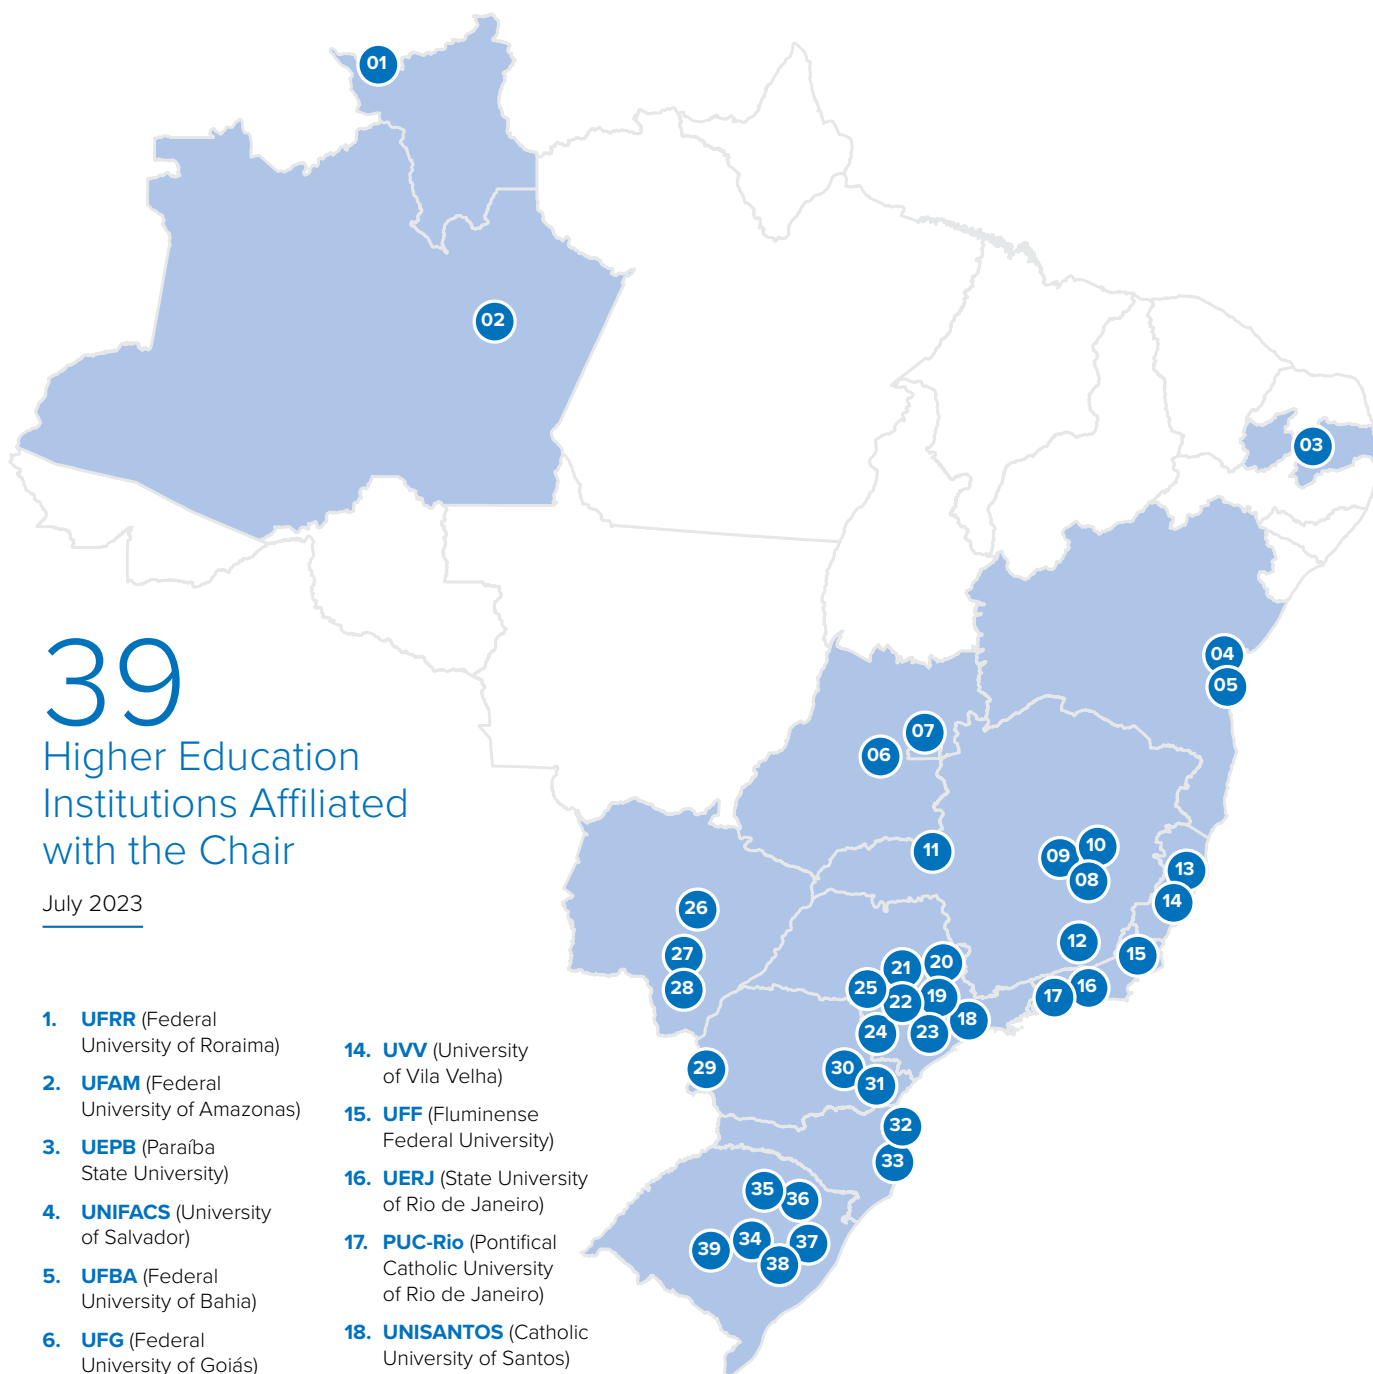 01
02
03
04
05
07
06
11
10
09
08
13
14
12
15
16
17
26
27
28
21
20
25
22
19
18
24
23
29
30
31
32
33
35
36
34
37
39
38
39
Higher Education
Institutions Affiliated
with the Chair
July 2023
1. UFRR (Federal
University of Roraima)
2. UFAM (Federal
University of Amazonas)
3. UEPB (Paraíba
State University)
4. UNIFACS (University
of Salvador)
5. UFBA (Federal
University of Bahia)
6. UFG (Federal
University of Goiás)
14. UVV (University
of Vila Velha)
15. UFF (Fluminense
Federal University)
16. UERJ (State University
of Rio de Janeiro)
17. PUC-Rio (Pontifical
Catholic University
of Rio de Janeiro)
18. UNISANTOS (Catholic
University of Santos)